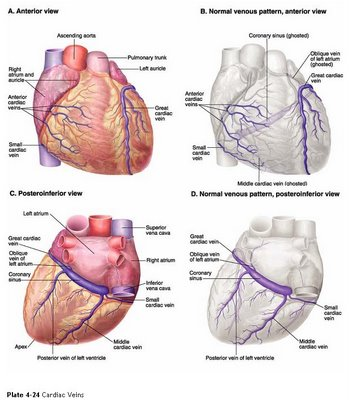 A. Anterior view
Ascending aorta
Pulmonary trunk
Left auricle
Right
atrium and
auricle
Anterior
cardiac
veins
Great
cardiac
vein
Small
cardiac
vein
B. Normal venous pattern, anterior view
Coronary sinus (ghosted)
Oblique vein
of left atrium
(ghosted)
Great cardiac
vein
Anterior
cardiac
veins
Small
cardiac
vein
Middle cardiac vein (ghosted)
C. Posteroinferior view
Left atrium
Great cardiac
vein
Oblique
vein of
left atrium
Coronary
sinus
Superior
vena cava
Right atrium
Inferior
vena cava
Small
cardiac vein
Middle
cardiac vein
Apex
Posterior vein of left ventricle
D. Normal venous pattern, posteroinferior view
Great
cardiac vein
Oblique vein
of left atrium
Coronary
sinus
Small
cardiac vein
Middle
cardiac vein
Posterior vein of left ventricle
Plate 4-24 Cardiac Veins